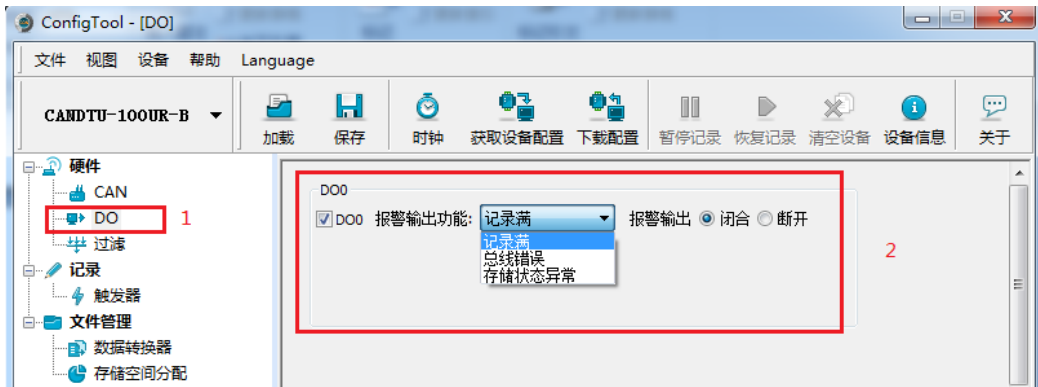 ConfigTool - [DO]
文件 视图 设备 帮助 Language
CANDTU-100UR-B 加载 保存 时钟 获取设备配置 下载配置 暂停记录 恢复记录 清空设备 设备信息 关于
硬件
CAN
DO 1
过滤
记录
触发器
文件管理
数据转换器
存储空间分配
DO0
DO0 报警输出功能: 记录满 报警输出 闭合 断开
记录满
总线错误
存储状态异常
2